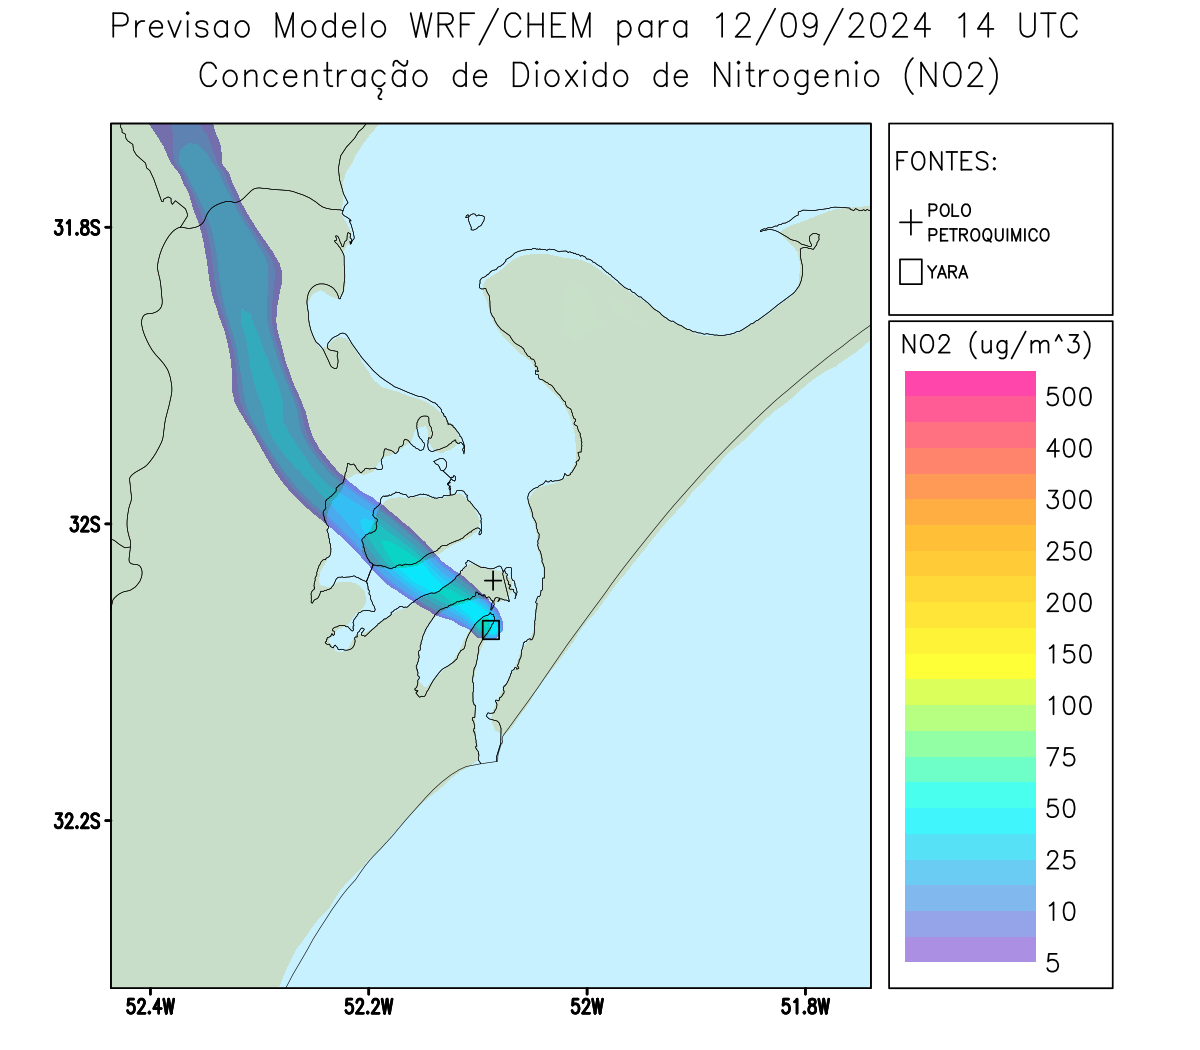 Previsao Modelo WRF/CHEM para 12/09/2024 14 UTC
Concentração de Dioxido de Nitrogenio (NO2)
FONTES:
POLO
PETROQUIMICO
YARA
NO2 (ug/m^3)
500
400
300
250
200
150
100
75
50
25
10
5
31.8S
32S
32.2S
52.4W
52.2W
52W
51.8W